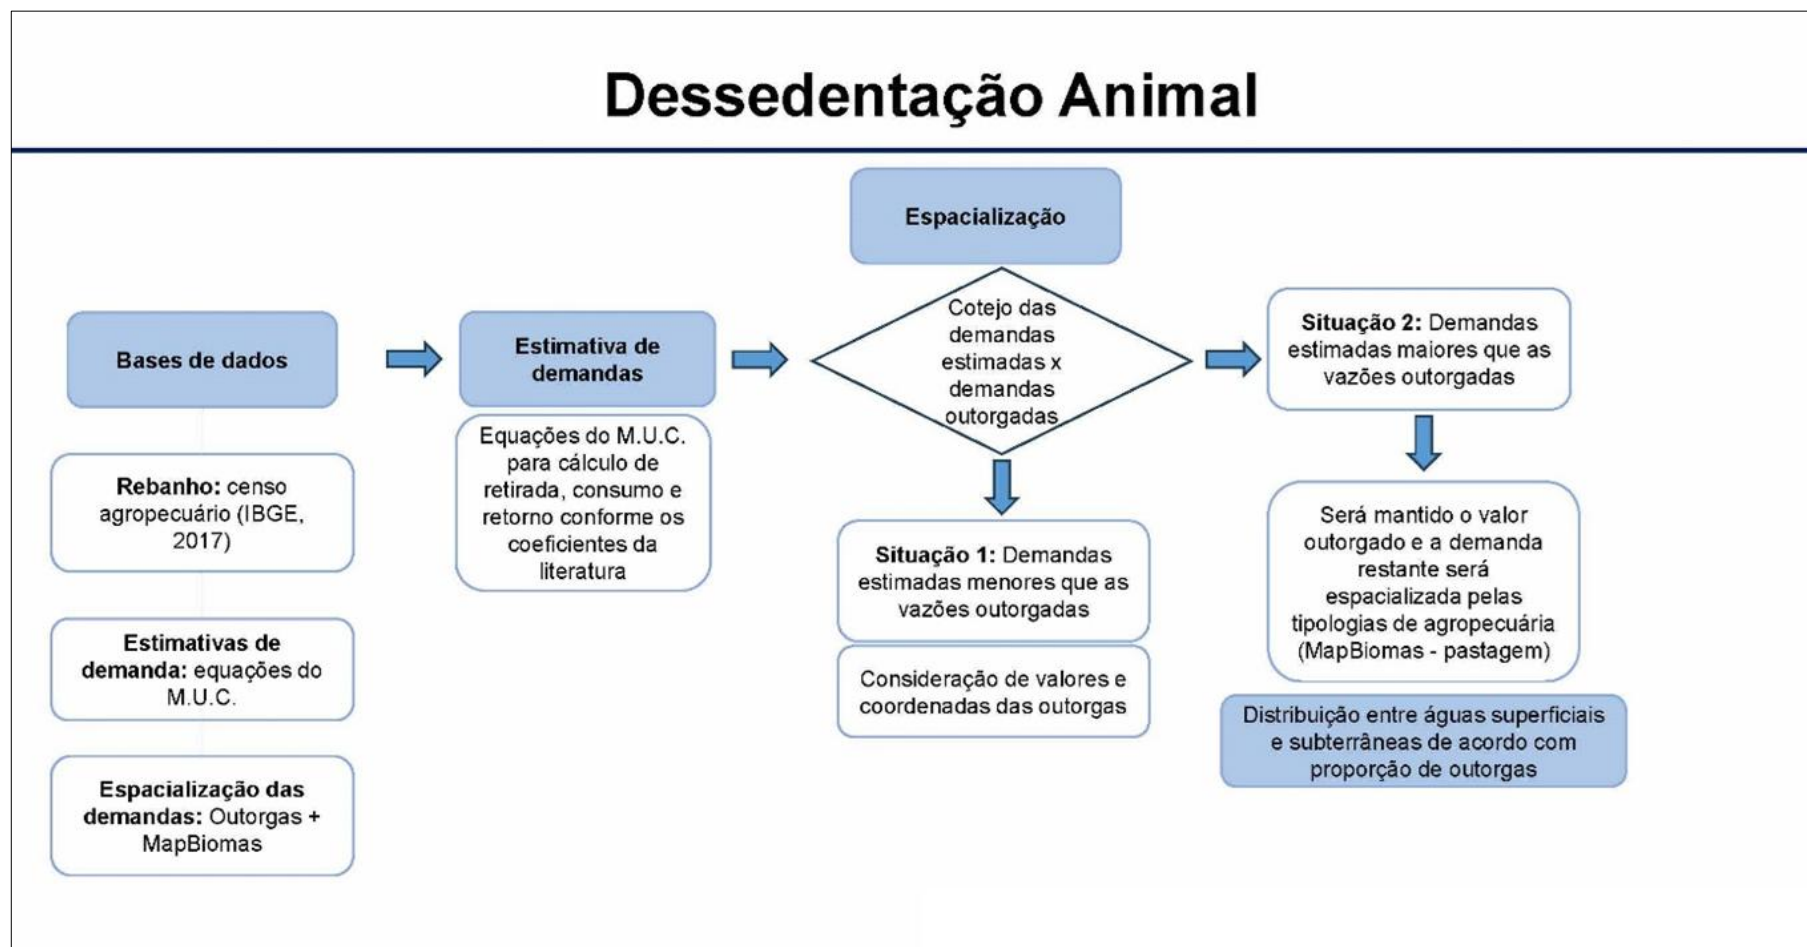 Dessedentação Animal
Bases de dados
Rebanho: censo
agropecuário (IBGE,
2017)
Estimativas de
demanda: equações do
M.U.C.
Espacialização das
demandas: Outorgas +
MapBiomas
Estimativa de
demandas
Equações do M.U.C.
para cálculo de
retirada, consumo e
retorno conforme os
coeficientes da
literatura
Espacialização
Cotejo das
demandas
estimadas x
demandas
outorgadas
Situação 1: Demandas
estimadas menores que as
vazões outorgadas
Consideração de valores e
coordenadas das outorgas
Situação 2: Demandas
estimadas maiores que as
vazões outorgadas
Será mantido o valor
outorgado e a demanda
restante será
espacializada pelas
tipologias de agropecuária
(MapBiomas - pastagem)
Distribuição entre águas superficiais
e subterrâneas de acordo com
proporção de outorgas